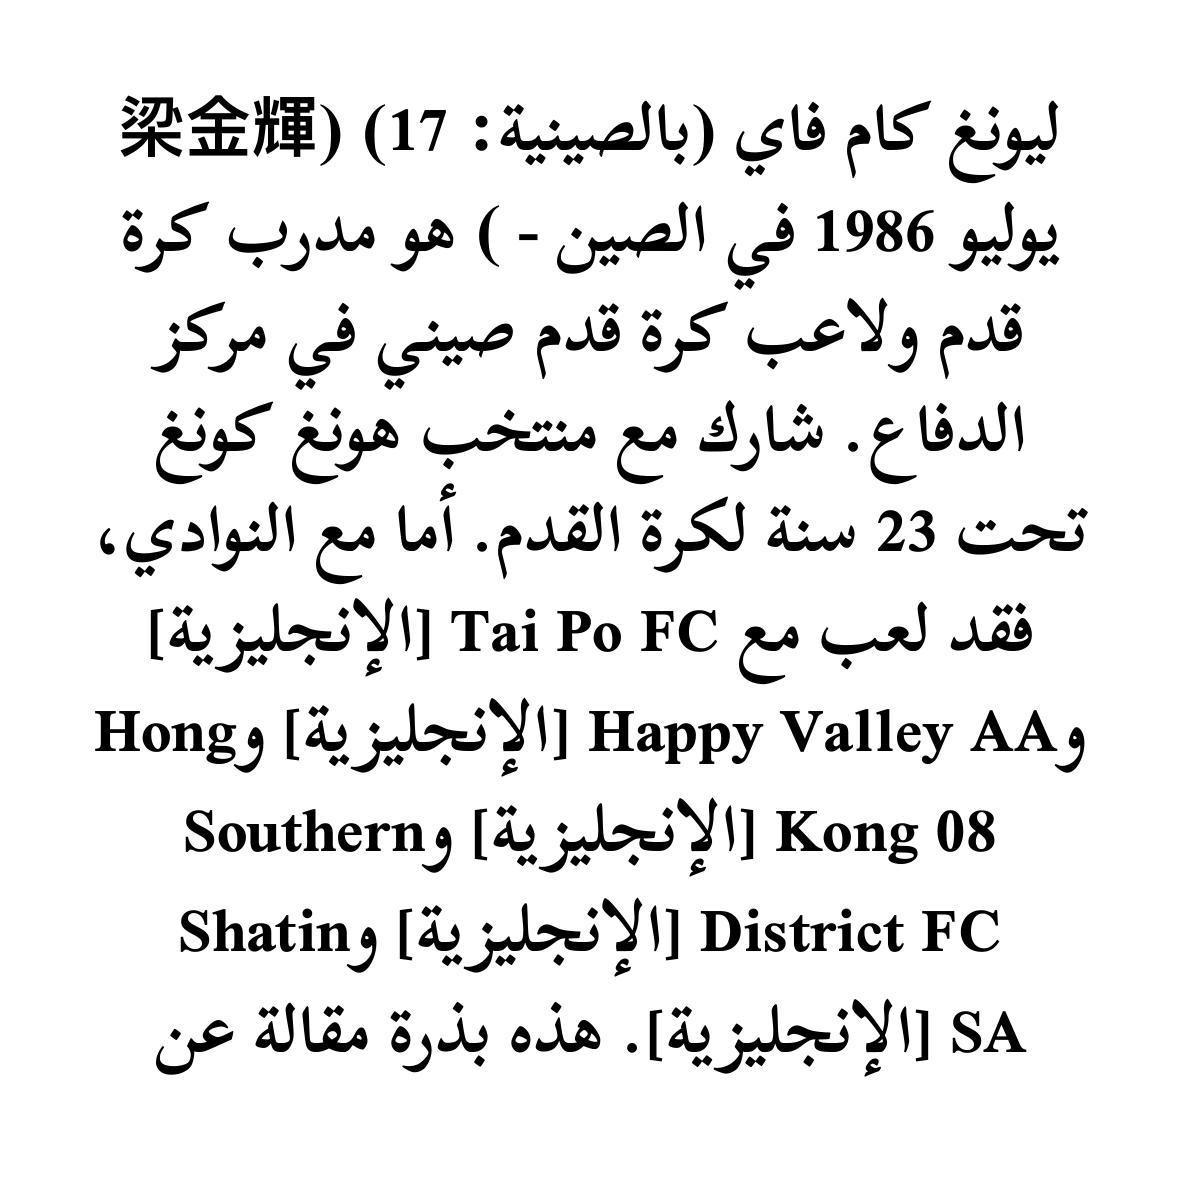 ليونغ كام فاي (بالصينية: 梁金輝) (17
يوليو 1986 في الصين - ) هو مدرب كرة
قدم ولاعب كرة قدم صيني في مركز
الدفاع. شارك مع منتخب هونغ كونغ
تحت 23 سنة لكرة القدم. أما مع النوادي،
فقد لعب مع Tai Po FC [الإنجليزية]
وHappy Valley AA [الإنجليزية] وHong
Kong 08 [الإنجليزية] وSouthern
District FC [الإنجليزية] وShatin
SA [الإنجليزية]. هذه بذرة مقالة عن